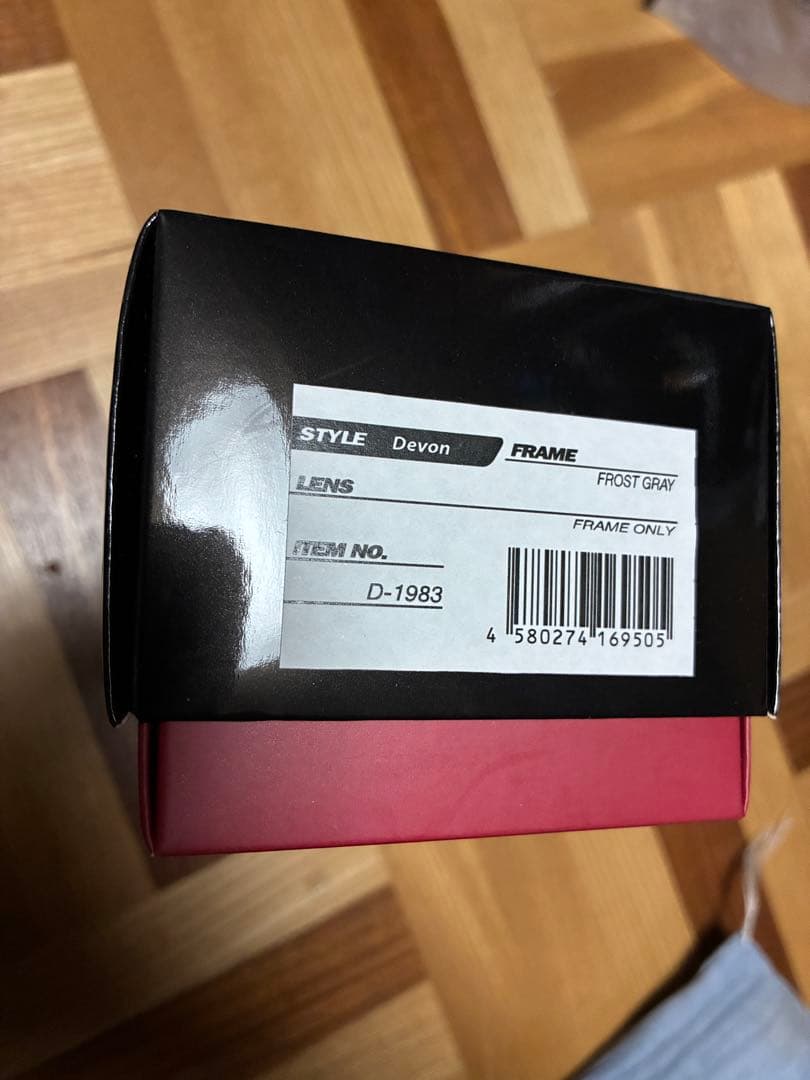 STYLE Devon FRAME
FROST GRAY
LENS
FRAME ONLY
ITEM NO.
D-1983
4 580274 169505